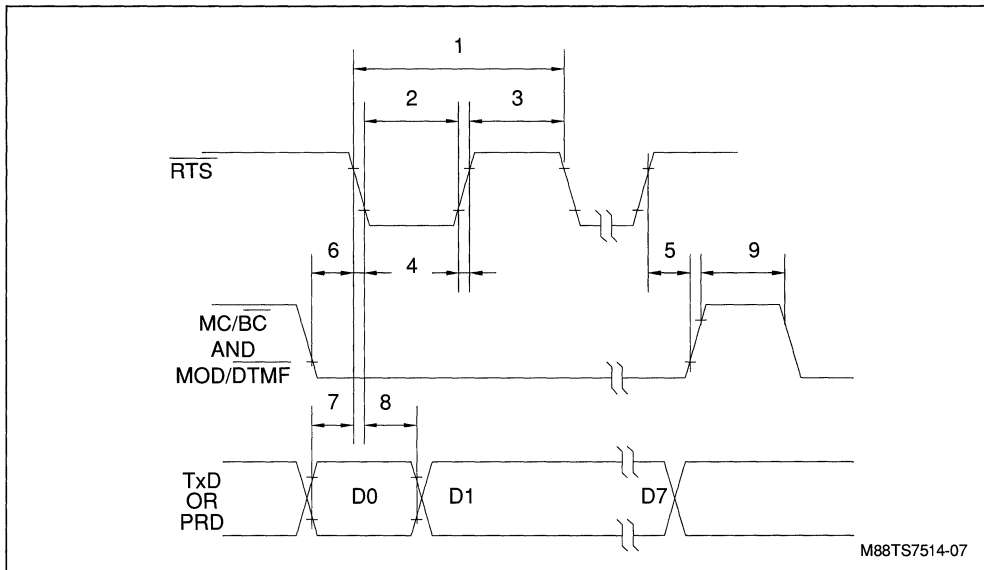 1
2
3
RTS
6
4
5
9
MC/BC
AND
MOD/DTMF
7
8
TxD
OR
PRD
D0
D1
D7
M88TS7514-07